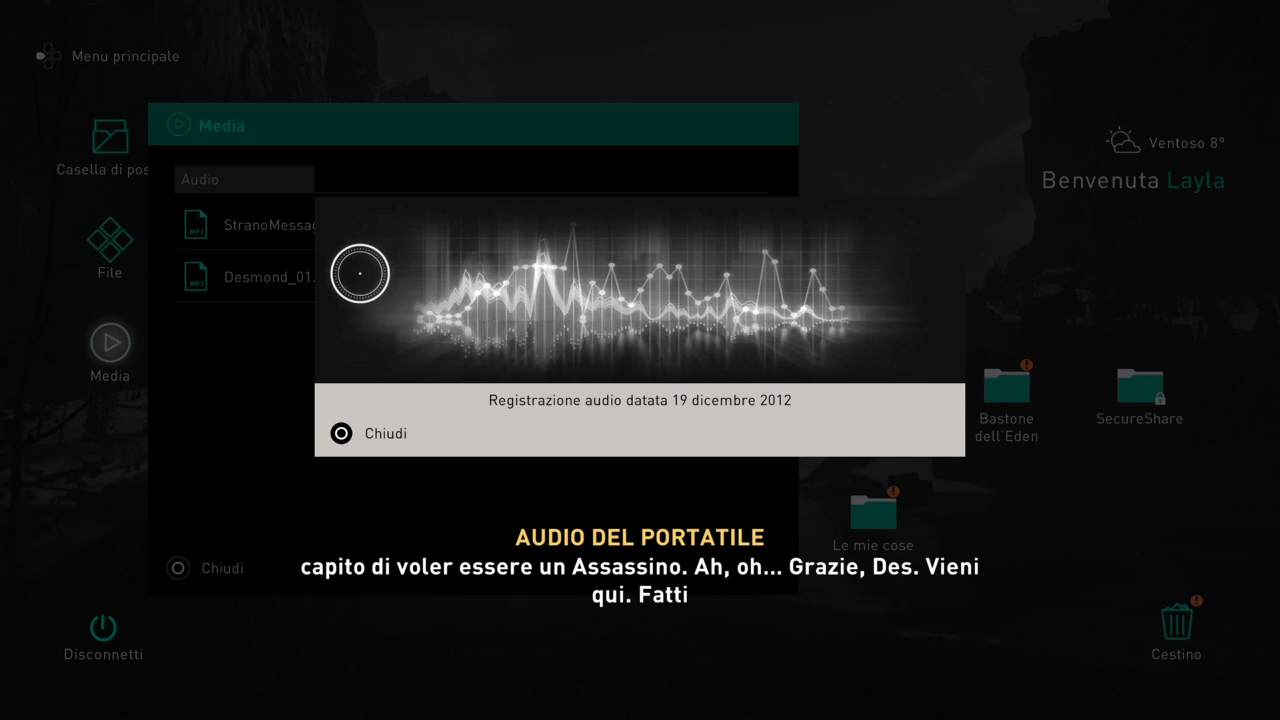 Menu principale
Media
Casella di pos
Audio
StranoMessag
MP3
Desmond_01.
MP3
File
Media
Ventoso 8°
Benvenuta Layla
Registrazione audio datata 19 dicembre 2012
Chiudi
Bastone
dell'Eden
SecureShare
Le mie cose
AUDIO DEL PORTATILE
capito di voler essere un Assassino. Ah, oh... Grazie, Des. Vieni
qui. Fatti
Chiudi
Disconnetti
Cestino